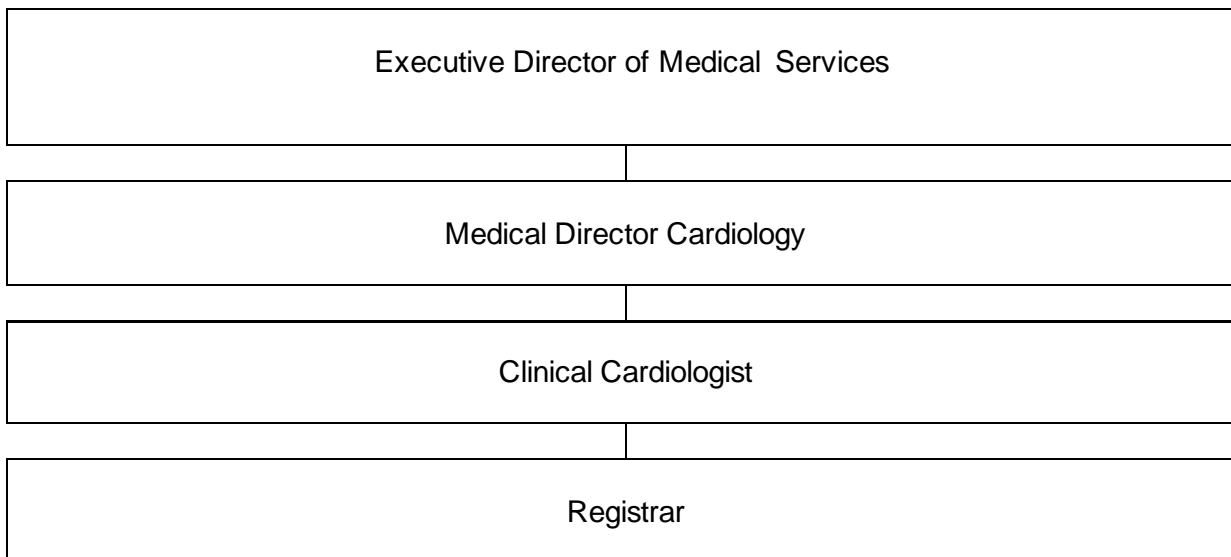 Executive Director of Medical Services
Medical Director Cardiology
Clinical Cardiologist
Registrar